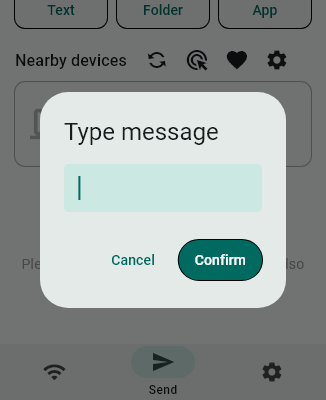 Text Folder App
Nearby devices
Type message
Cancel Confirm
Send